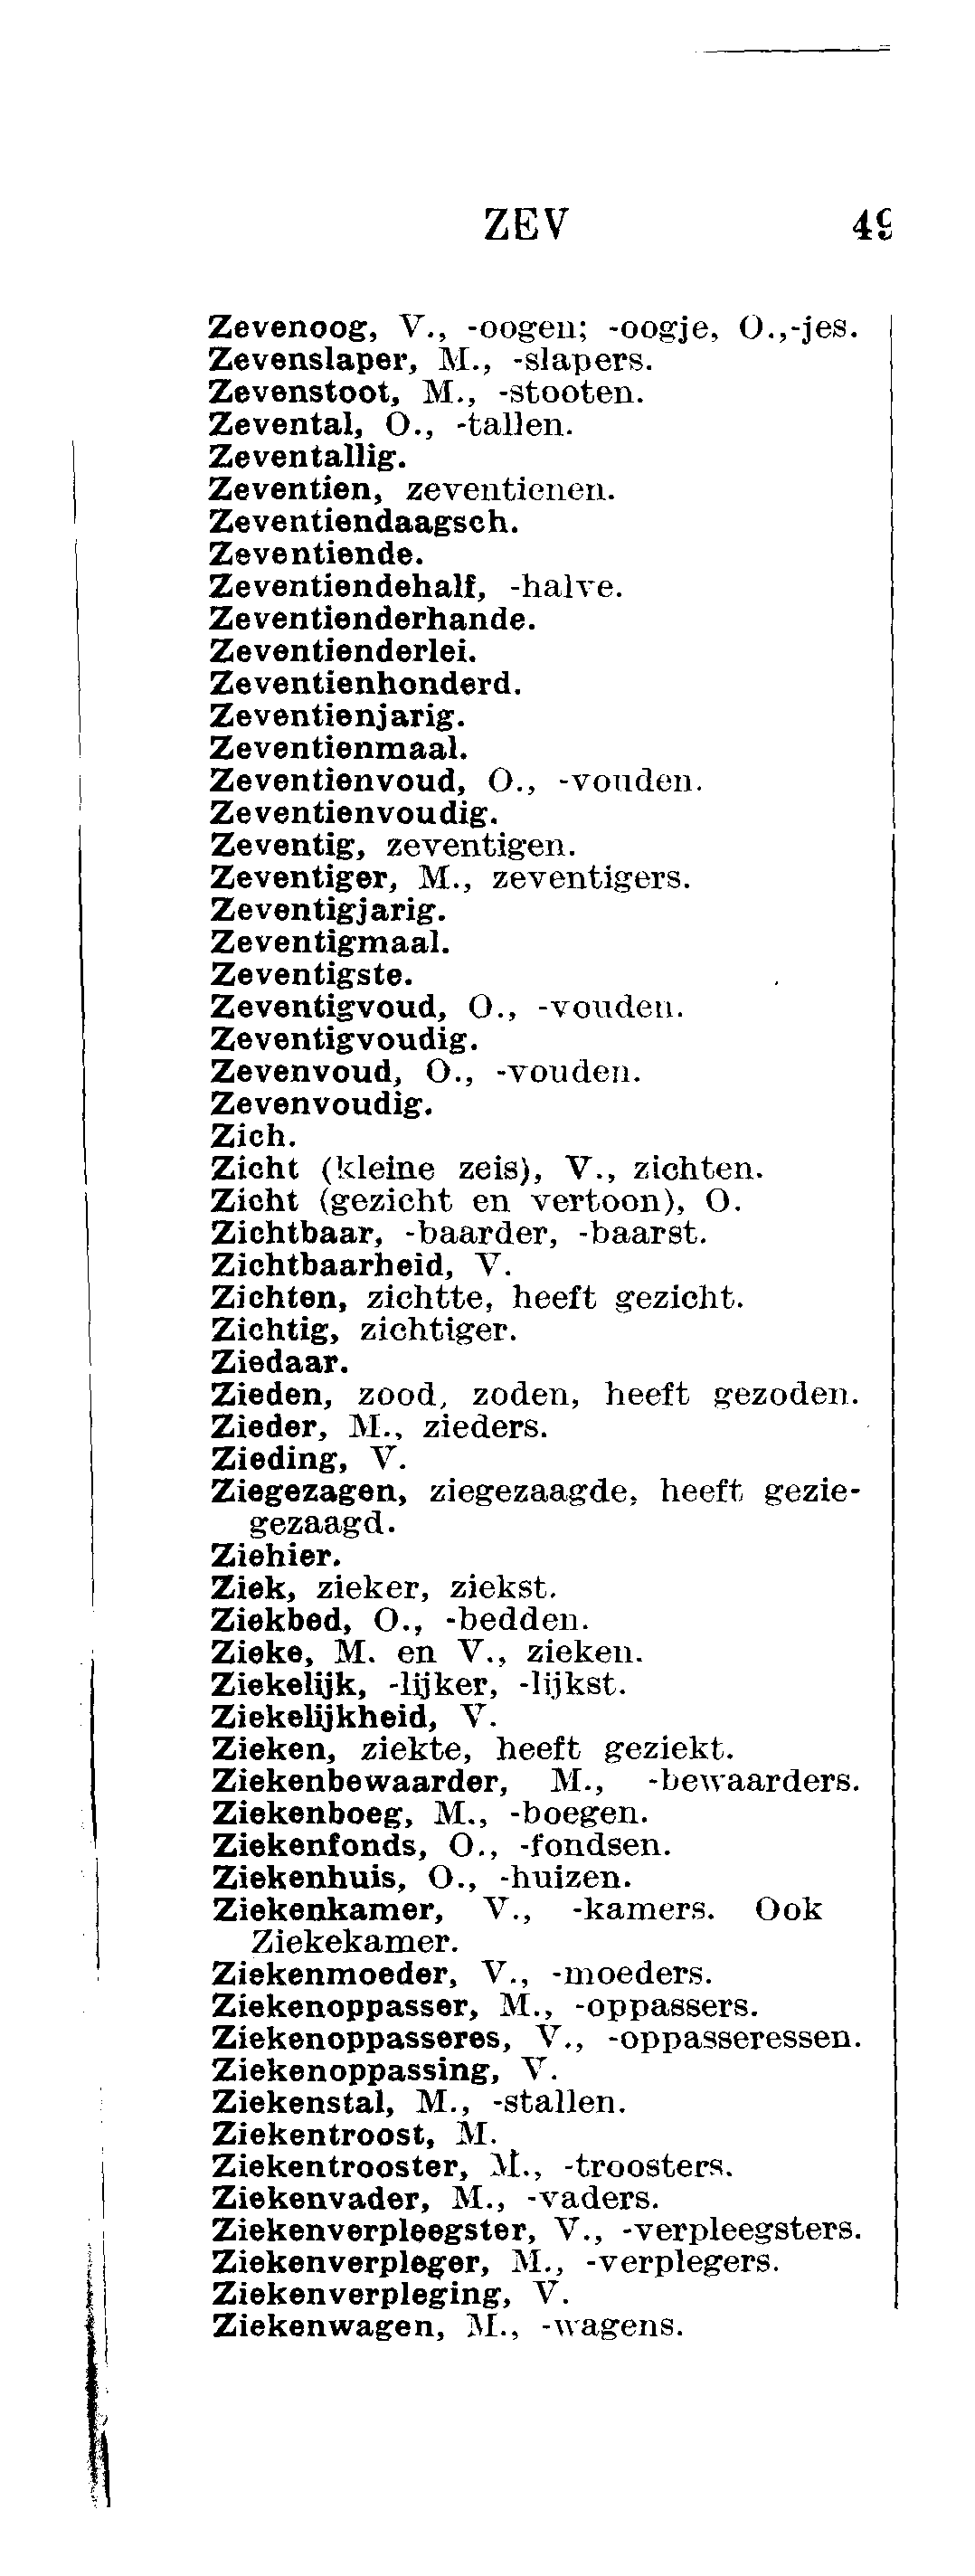 ZEV 49
Zevenoog, V., -oogen; -oogje, O.,-jes.
Zevenslaper, M., -slapers.
Zevenstoot, M., -stooten.
Zevental, O., -tallen.
Zeventallig.
Zeventien, zeventienen.
Zeventiendaagsch.
Zeventiende.
Zeventiendehalf, -halve.
Zeventienderhande.
Zeventienderlei.
Zeventienhonderd.
Zeventienjarig.
Zeventienmaal.
Zeventienvoud, O., -vouden.
Zeventienvoudig.
Zeventig, zeventigen.
Zeventiger, M., zeventigers.
Zeventigjarig.
Zeventigmaal.
Zeventigste.
Zeventigvoud, O., -vouden.
Zeventigvoudig.
Zevenvoud, O., -vouden.
Zevenvoudig.
Zich.
Zicht (kleine zeis), V., zichten.
Zicht (gezicht en vertoon), O.
Zichtbaar, -baarder, -baarst.
Zichtbaarheid, V.
Zichten, zichtte, heeft gezicht.
Zichtig, zichtiger.
Ziedaar.
Zieden, zood, zoden, heeft gezoden.
Zieder, M., zieders.
Zieding, V.
Ziegezagen, ziegezaagde, heeft gezie-
gezaagd.
Ziehier.
Ziek, zieker, ziekst.
Ziekbed, O., -bedden.
Zieke, M. en V., zieken.
Ziekelijk, -lijker, -lijkst.
Ziekelijkheid, V.
Zieken, ziekte, heeft geziekt.
Ziekenbewaarder, M., -bewaarders.
Ziekenboeg, M., -boegen.
Ziekenfonds, O., -fondsen.
Ziekenhuis, O., -huizen.
Ziekenkamer, V., -kamers. Ook
Ziekekamer.
Ziekenmoeder, V., -moeders.
Ziekenoppasser, M., -oppassers.
Ziekenoppasseres, V., -oppasseressen.
Ziekenoppassing, V.
Ziekenstal, M., -stallen.
Ziekentroost, M.
Ziekentrooster, M., -troosters.
Ziekenvader, M., -vaders.
Ziekenverpleegster, V., -verpleegsters.
Ziekenverpleger, M., -verplegers.
Ziekenverpleging, V.
Ziekenwagen, M., -wagens.